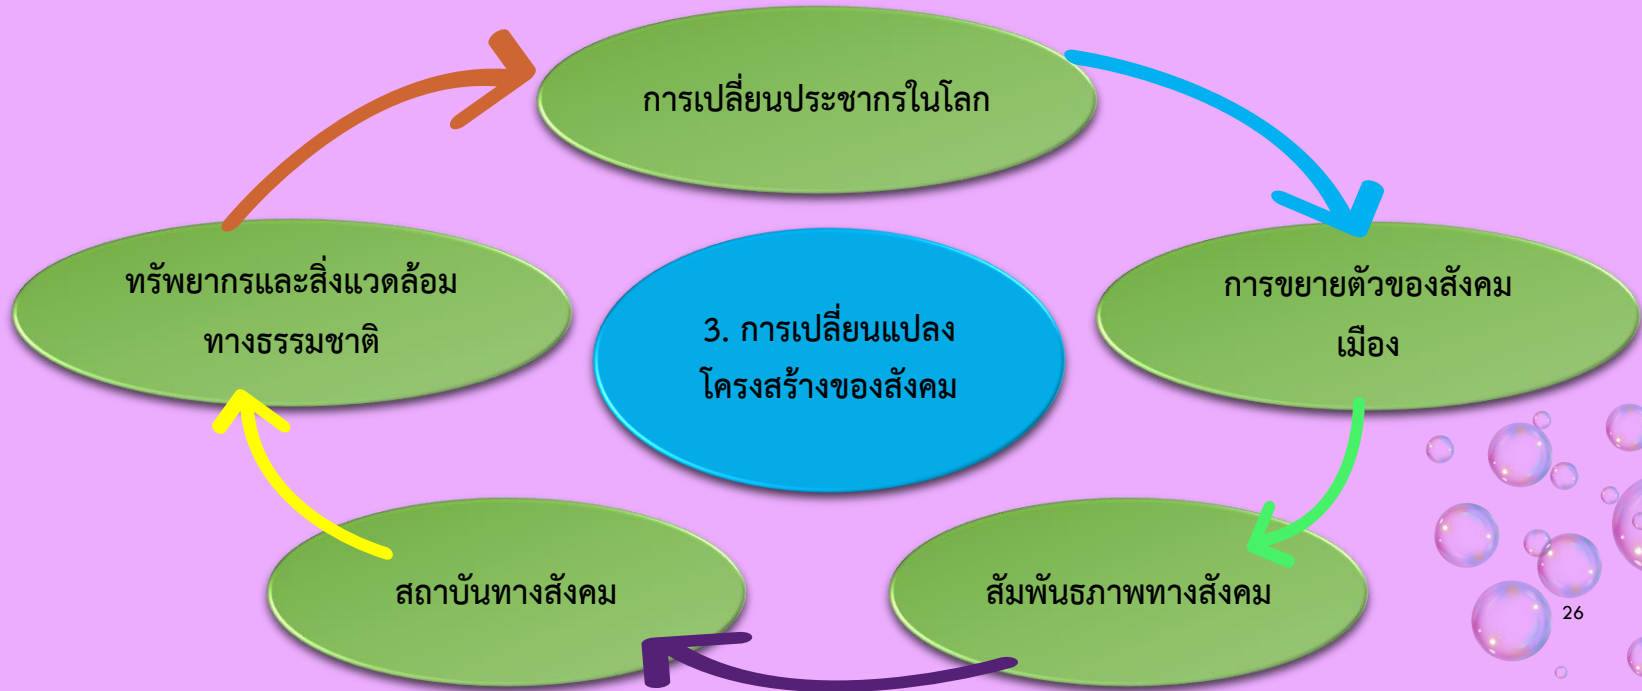 การเปลี่ยนประชากรในโลก
การขยายตัวของสังคม
เมือง
สัมพันธภาพทางสังคม
สถาบันทางสังคม
ทรัพยากรและสิ่งแวดล้อม
ทางธรรมชาติ
3. การเปลี่ยนแปลง
โครงสร้างของสังคม
26